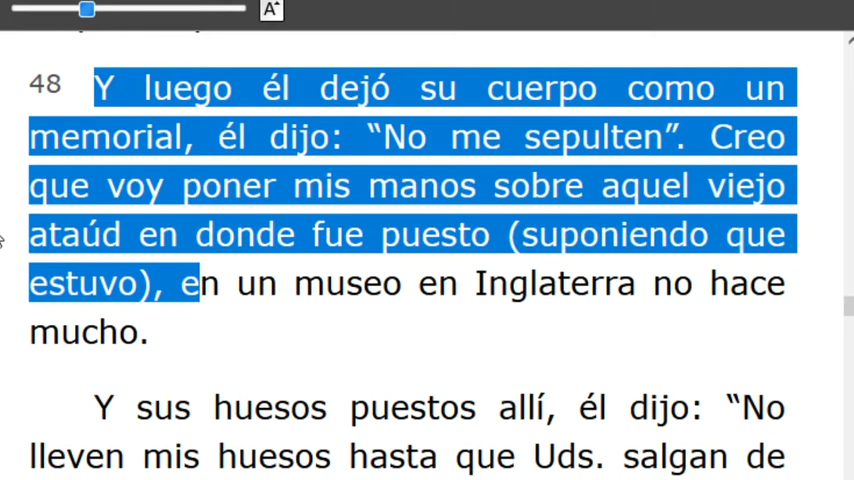 A
48 Y luego él dejó su cuerpo como un
memorial, él dijo: “No me sepulten”. Creo
que voy poner mis manos sobre aquel viejo
ataúd en donde fue puesto (suponiendo que
estuvo), en un museo en Inglaterra no hace
mucho.
Y sus huesos puestos allí, él dijo: “No
lleven mis huesos hasta que Uds. salgan de